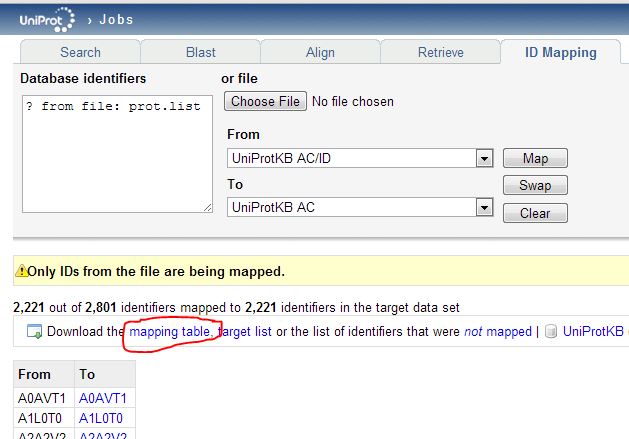 UniProt › Jobs
Search Blast Align Retrieve ID Mapping
Database identifiers or file
? from file: prot.list
Choose File No file chosen
From
UniProtKB AC/ID Map
To Swap
UniProtKB AC Clear
Only IDs from the file are being mapped.
2,221 out of 2,801 identifiers mapped to 2,221 identifiers in the target data set
Download the mapping table, target list or the list of identifiers that were not mapped | UniProtKB (
From To
A0AVT1 A0AVT1
A1L0T0 A1L0T0
A2A2V2 A2A2V2